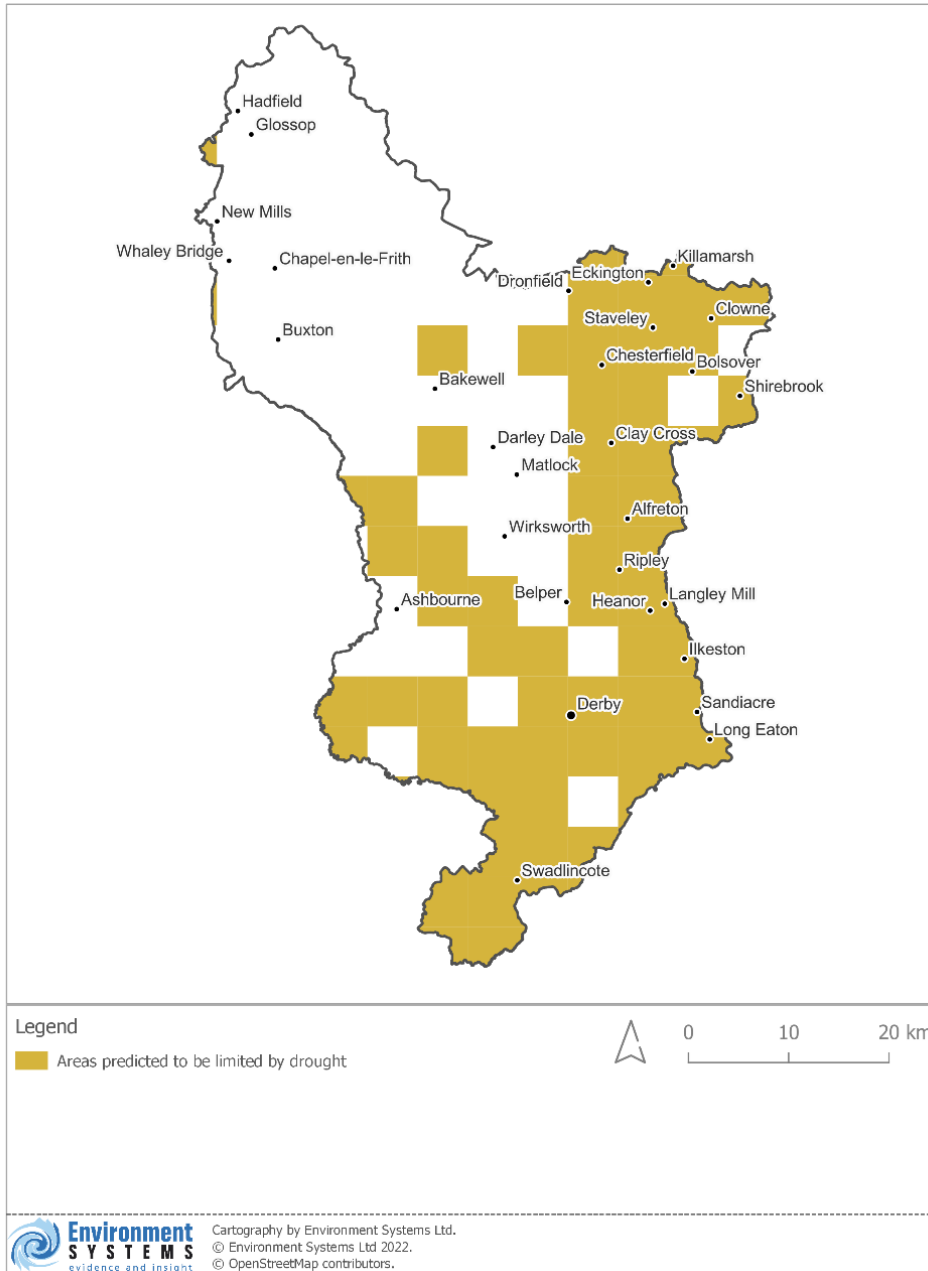 Hadfield
Glossop
New Mills
Whaley Bridge
Chapel-en-le-Frith
Killamarsh
Eckington
Dronfield
Clowne
Staveley
Buxton
Chesterfield
Bolsover
Bakewell
Shirebrook
Darley Dale
Clay Cross
Matlock
Alfreton
Wirksworth
Ripley
Belper
Langley Mill
Ashbourne
Heanor
Ilkeston
Derby
Sandiacre
Long Eaton
Swadlincote
Legend
Areas predicted to be limited by drought
0 10 20 km
Environment
SYSTEMS
evidence and insight
Cartography by Environment Systems Ltd.
© Environment Systems Ltd 2022.
© OpenStreetMap contributors.